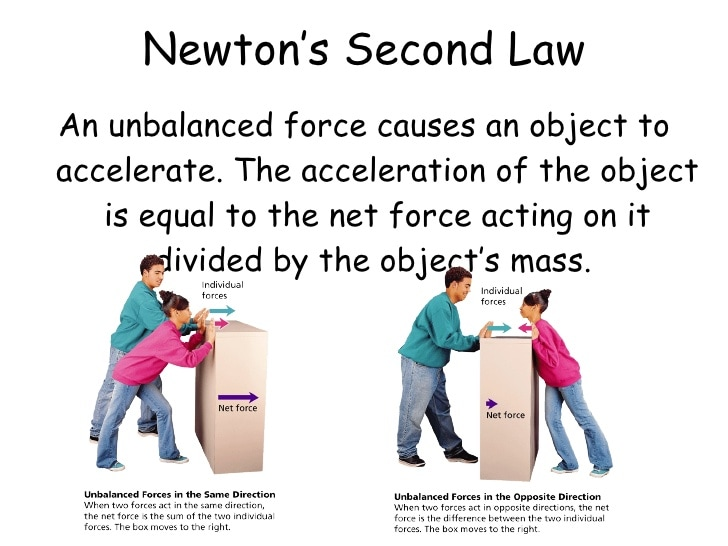 Newton's Second Law
An unbalanced force causes an object to
accelerate. The acceleration of the object
is equal to the net force acting on it
divided by the object's mass.
Individual
forces
Net force
Unbalanced Forces in the Same Direction
When two forces act in the same direction,
the net force is the sum of the two individual
forces. The box moves to the right.
Individual
forces
Net force
Unbalanced Forces in the Opposite Direction
When two forces act in opposite directions, the net
force is the difference between the two individual
forces. The box moves to the right.